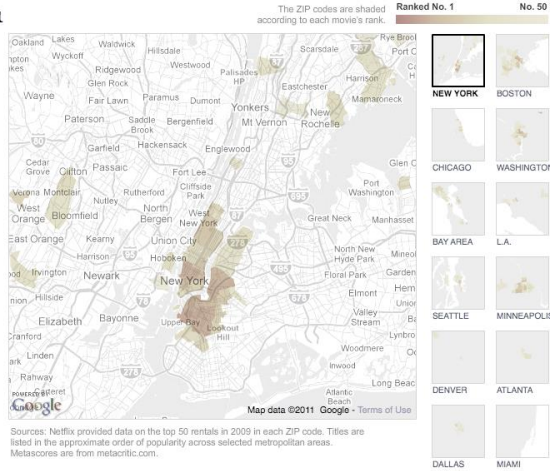 The ZIP codes are shaded
according to each movie's rank.
Ranked No. 1
No. 50
Oakland
Lakes
Waldwick
Hillsdale
Rye Brook
Port C
Wyckoff
Westwood
Scarsdale
Harrison
Palisades
HP
Ridgewood
Glen Rock
Eastchester
Mamaroneck
Wayne
Fair Lawn
Paramus
Dumont
Yonkers
New
Rochelle
Paterson
Saddle
Brook
Bergenfield
Mt Vernon
Garfield
Hackensack
Englewood
Cedar
Grove
Clifton
Passaic
Fort Lee
Glen C
Verona
Montclair
Rutherford
Cliffside
Park
Port
Washington
West
Orange
Bloomfield
Nutley
North
Bergen
West
New York
Great Neck
Manhasset
East Orange
Kearny
Union City
North New
Hyde Park
Mineol
Harrison
Hoboken
Irvington
Newark
New York
Floral Park
Garden
Hillside
Elmont
Elizabeth
Bayonne
Upper Bay
Lookout
Hill
Valley
Stream
Cranford
Linden
Woodmere
Lynbro
Rahway
Inwood
Carteret
Atlantic
Beach
Long Beac
POWERED BY
Google
Map data ©2011 Google - Terms of Use
NEW YORK
BOSTON
CHICAGO
WASHINGTON
BAY AREA
L.A.
SEATTLE
MINNEAPOLIS
DENVER
ATLANTA
DALLAS
MIAMI
Sources: Netflix provided data on the top 50 rentals in 2009 in each ZIP code. Titles are
listed in the approximate order of popularity across selected metropolitan areas.
Metascores are from metacritic.com.